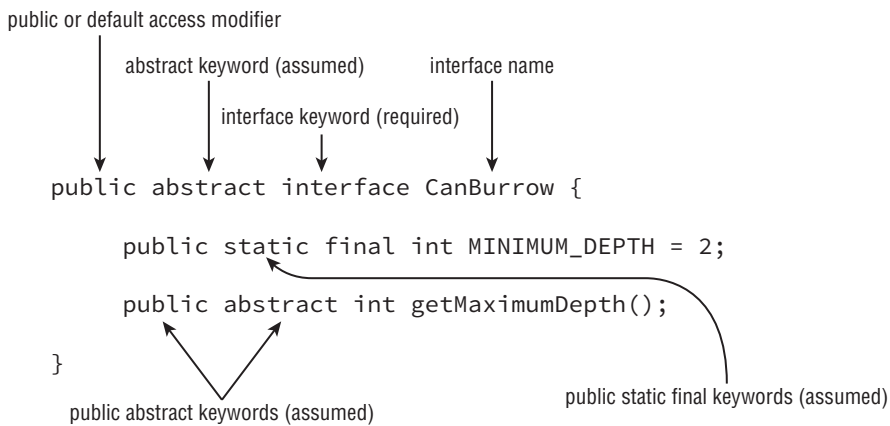 public or default access modifier
abstract keyword (assumed)
interface name
interface keyword (required)
public abstract interface CanBurrow {
public static final int MINIMUM_DEPTH = 2;
public abstract int getMaximumDepth();
}
public static final keywords (assumed)
public abstract keywords (assumed)